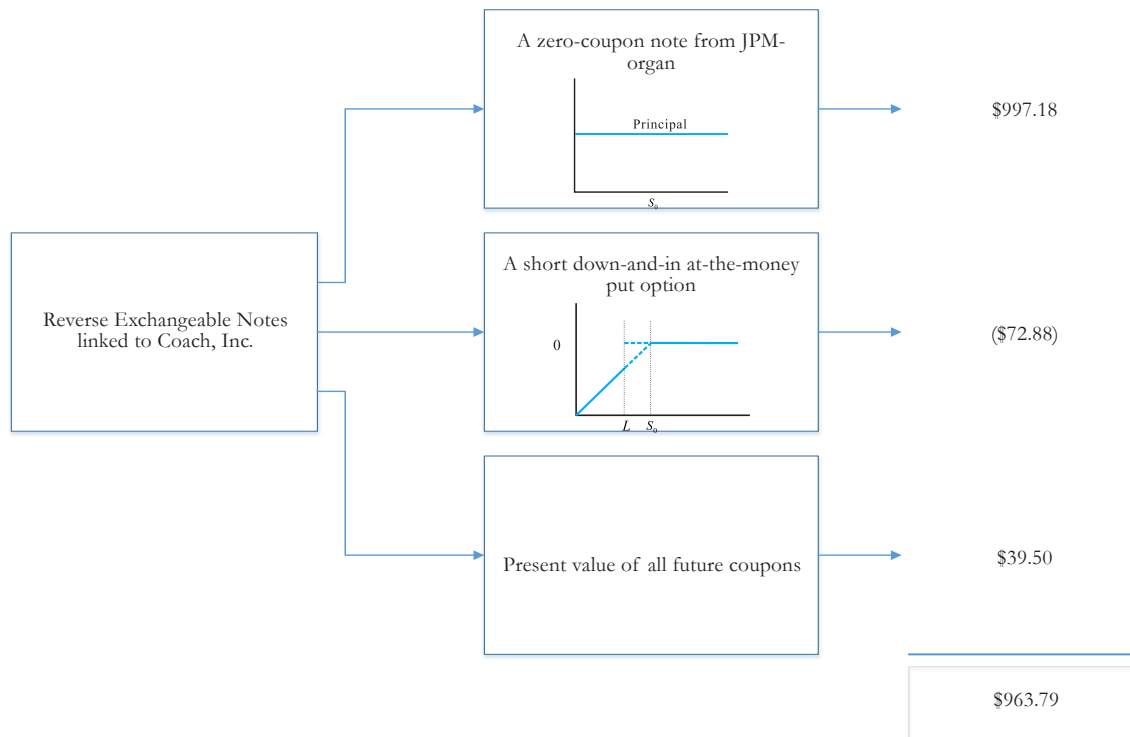 A zero-coupon note from JPM-
organ
Principal
S₀
$997.18
Reverse Exchangeable Notes
linked to Coach, Inc.
A short down-and-in at-the-money
put option
0
L S₀
($72.88)
Present value of all future coupons
$39.50
$963.79